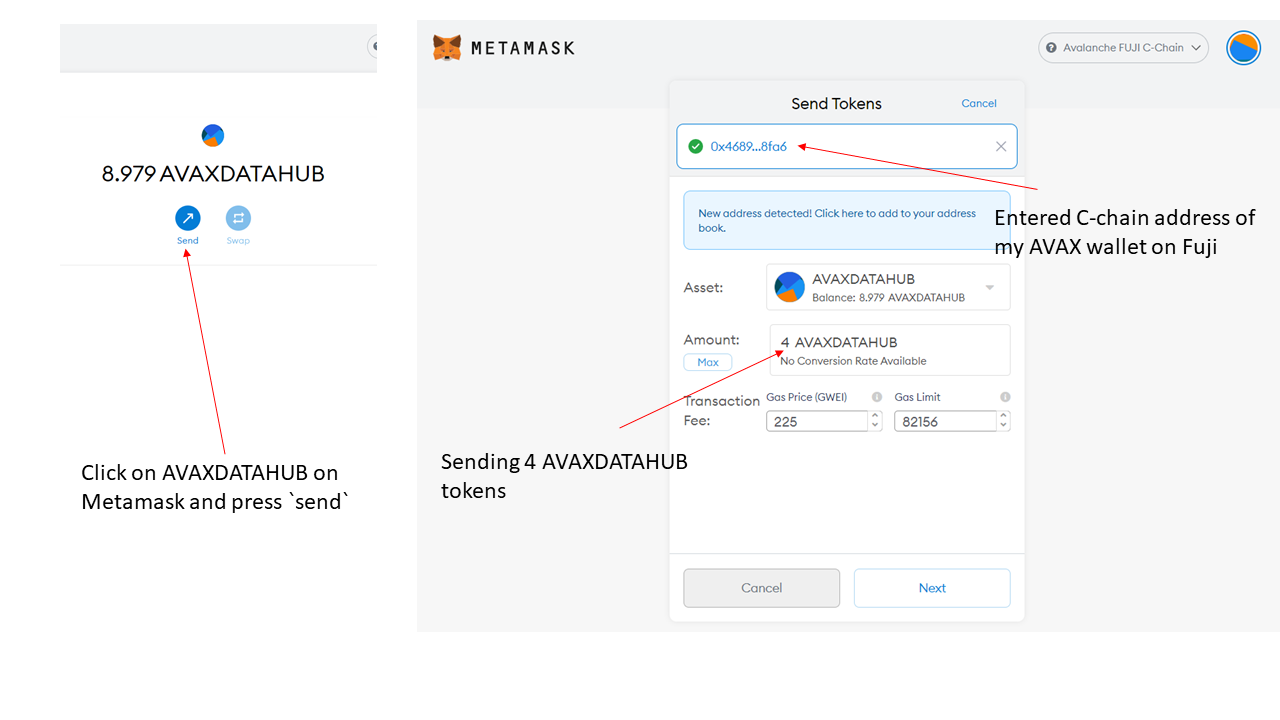 8.979 AVAXDATAHUB
Send
Swap
Click on AVAXDATAHUB on
Metamask and press `send`
METAMASK
Avalanche FUJI C-Chain
Send Tokens
Cancel
0x4689...8fa6
New address detected! Click here to add to your address
book.
Entered C-chain address of
my AVAX wallet on Fuji
Asset:
AVAXDATAHUB
Balance: 8.979 AVAXDATAHUB
Amount:
Max
4 AVAXDATAHUB
No Conversion Rate Available
Transaction
Fee:
Gas Price (GWEI)
Gas Limit
225
82156
Sending 4 AVAXDATAHUB
tokens
Cancel
Next